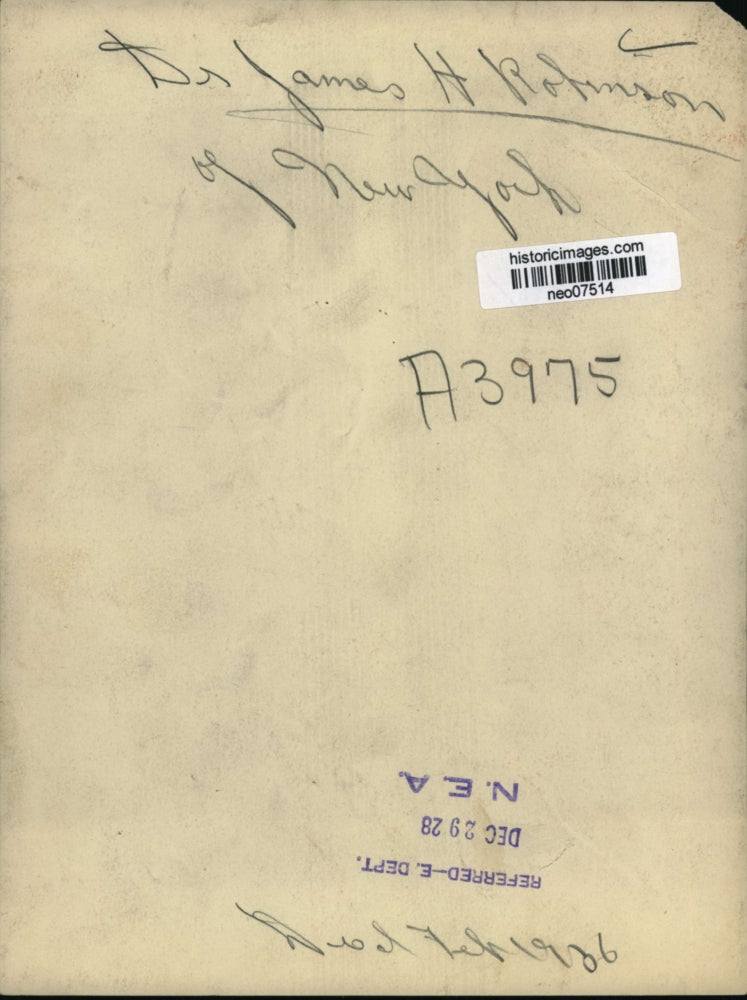 Dr James H Robinson
of New York
historicimages.com
neo07514
A3975
REFERRED—E. DEPT.
DEC 29 28
N.E.A.